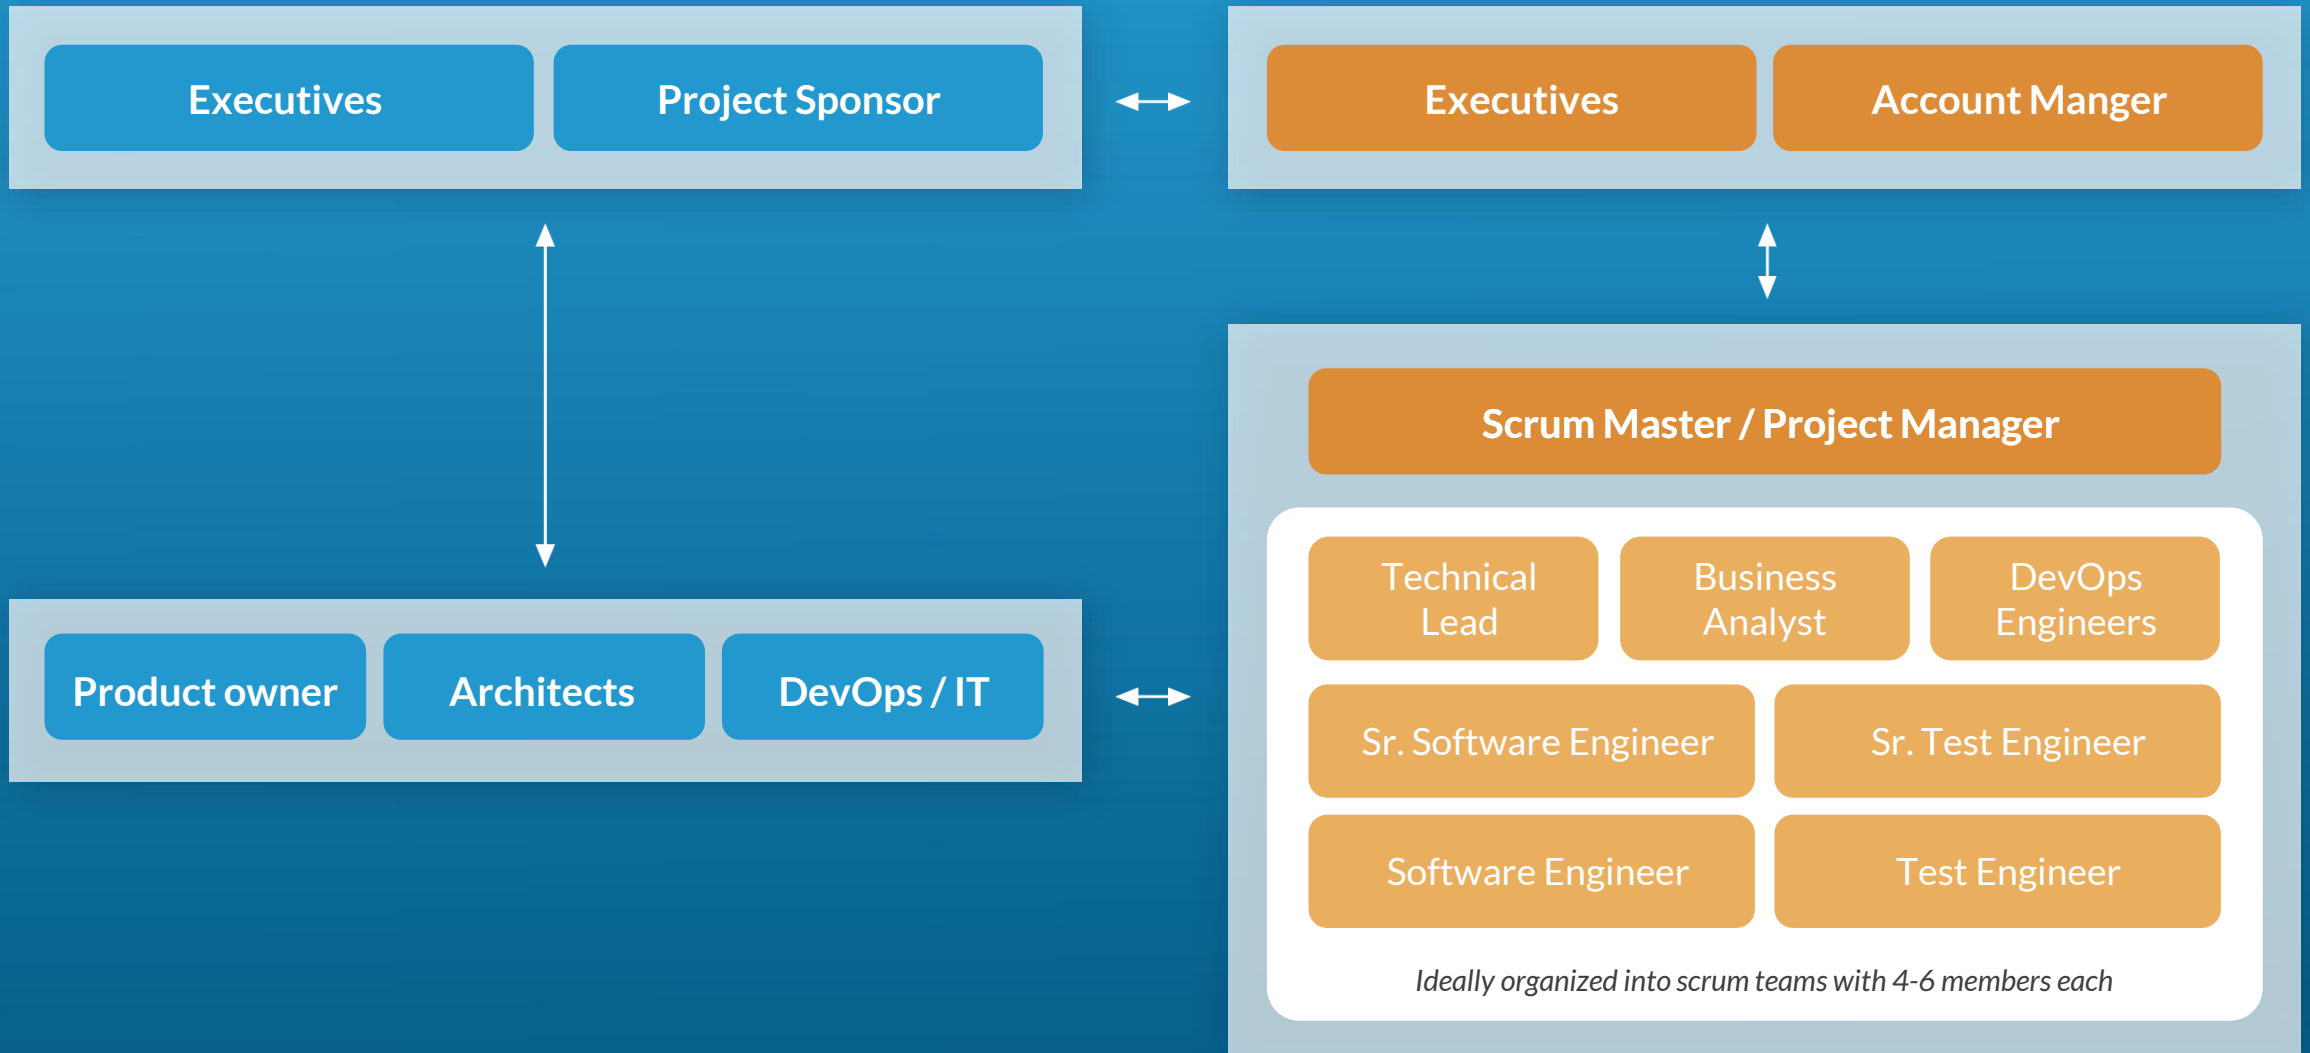 Executives
Project Sponsor
Executives
Account Manger
Scrum Master / Project Manager
Technical
Lead
Business
Analyst
DevOps
Engineers
Product owner
Architects
DevOps / IT
Sr. Software Engineer
Sr. Test Engineer
Software Engineer
Test Engineer
Ideally organized into scrum teams with 4-6 members each